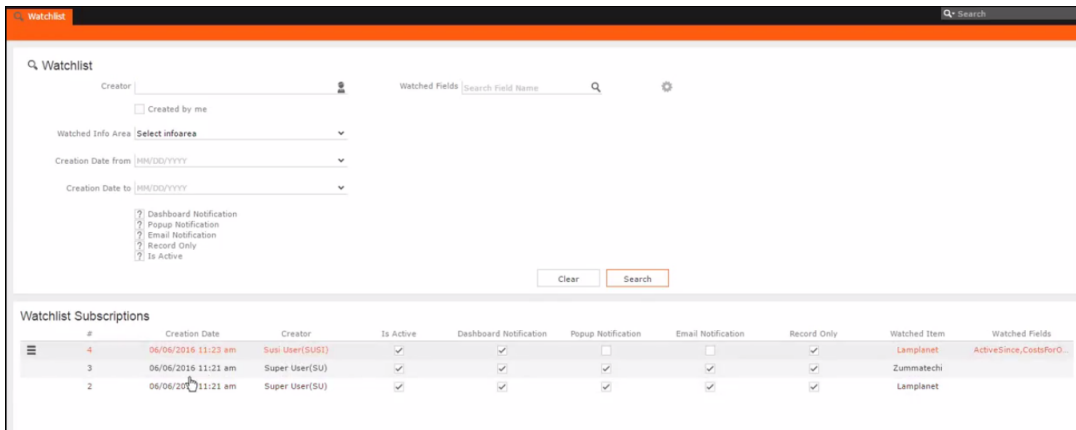 Watchlist
Search
Watchlist
Creator
Watched Fields Search Field Name
Created by me
Watched Info Area Select infoarea
Creation Date from MM/DD/YYYY
Creation Date to MM/DD/YYYY
? Dashboard Notification
? Popup Notification
? Email Notification
? Record Only
? Is Active
Clear Search
Watchlist Subscriptions
# Creation Date Creator Is Active Dashboard Notification Popup Notification Email Notification Record Only Watched Item Watched Fields
4 06/06/2016 11:23 am Susi User(SUSI) Lamplanet ActiveSince,CostsForO...
3 06/06/2016 11:21 am Super User(SU) Zummatechi
2 11:21 am Super User(SU) Lamplanet